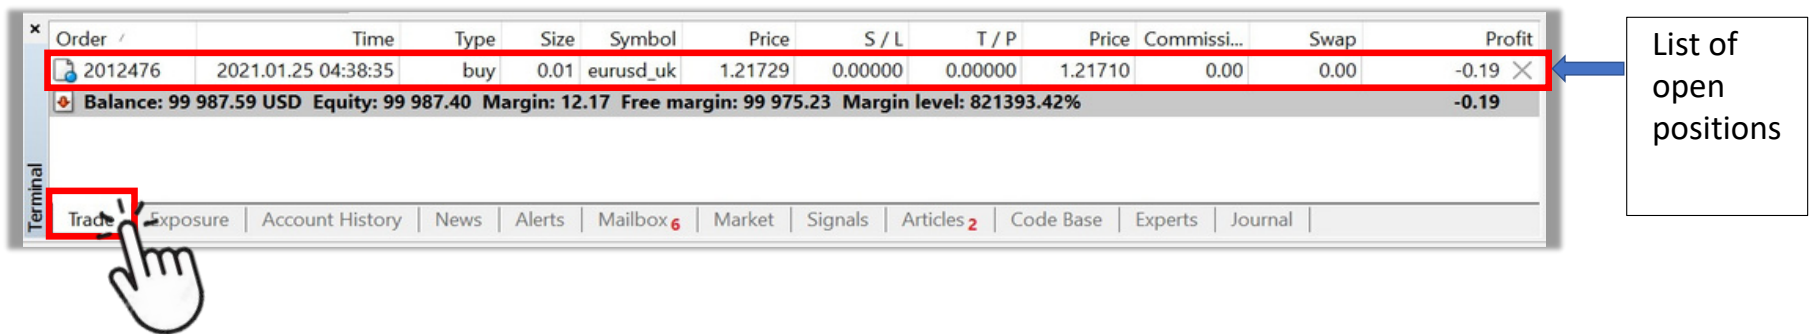 Order Time Type Size Symbol Price S / L T / P Price Commissi... Swap Profit
2012476 2021.01.25 04:38:35 buy 0.01 eurusd_uk 1.21729 0.00000 0.00000 1.21710 0.00 0.00 -0.19
Balance: 99 987.59 USD Equity: 99 987.40 Margin: 12.17 Free margin: 99 975.23 Margin level: 821393.42% -0.19
Terminal
Trade Exposure Account History News Alerts Mailbox 6 Market Signals Articles 2 Code Base Experts Journal
List of
open
positions